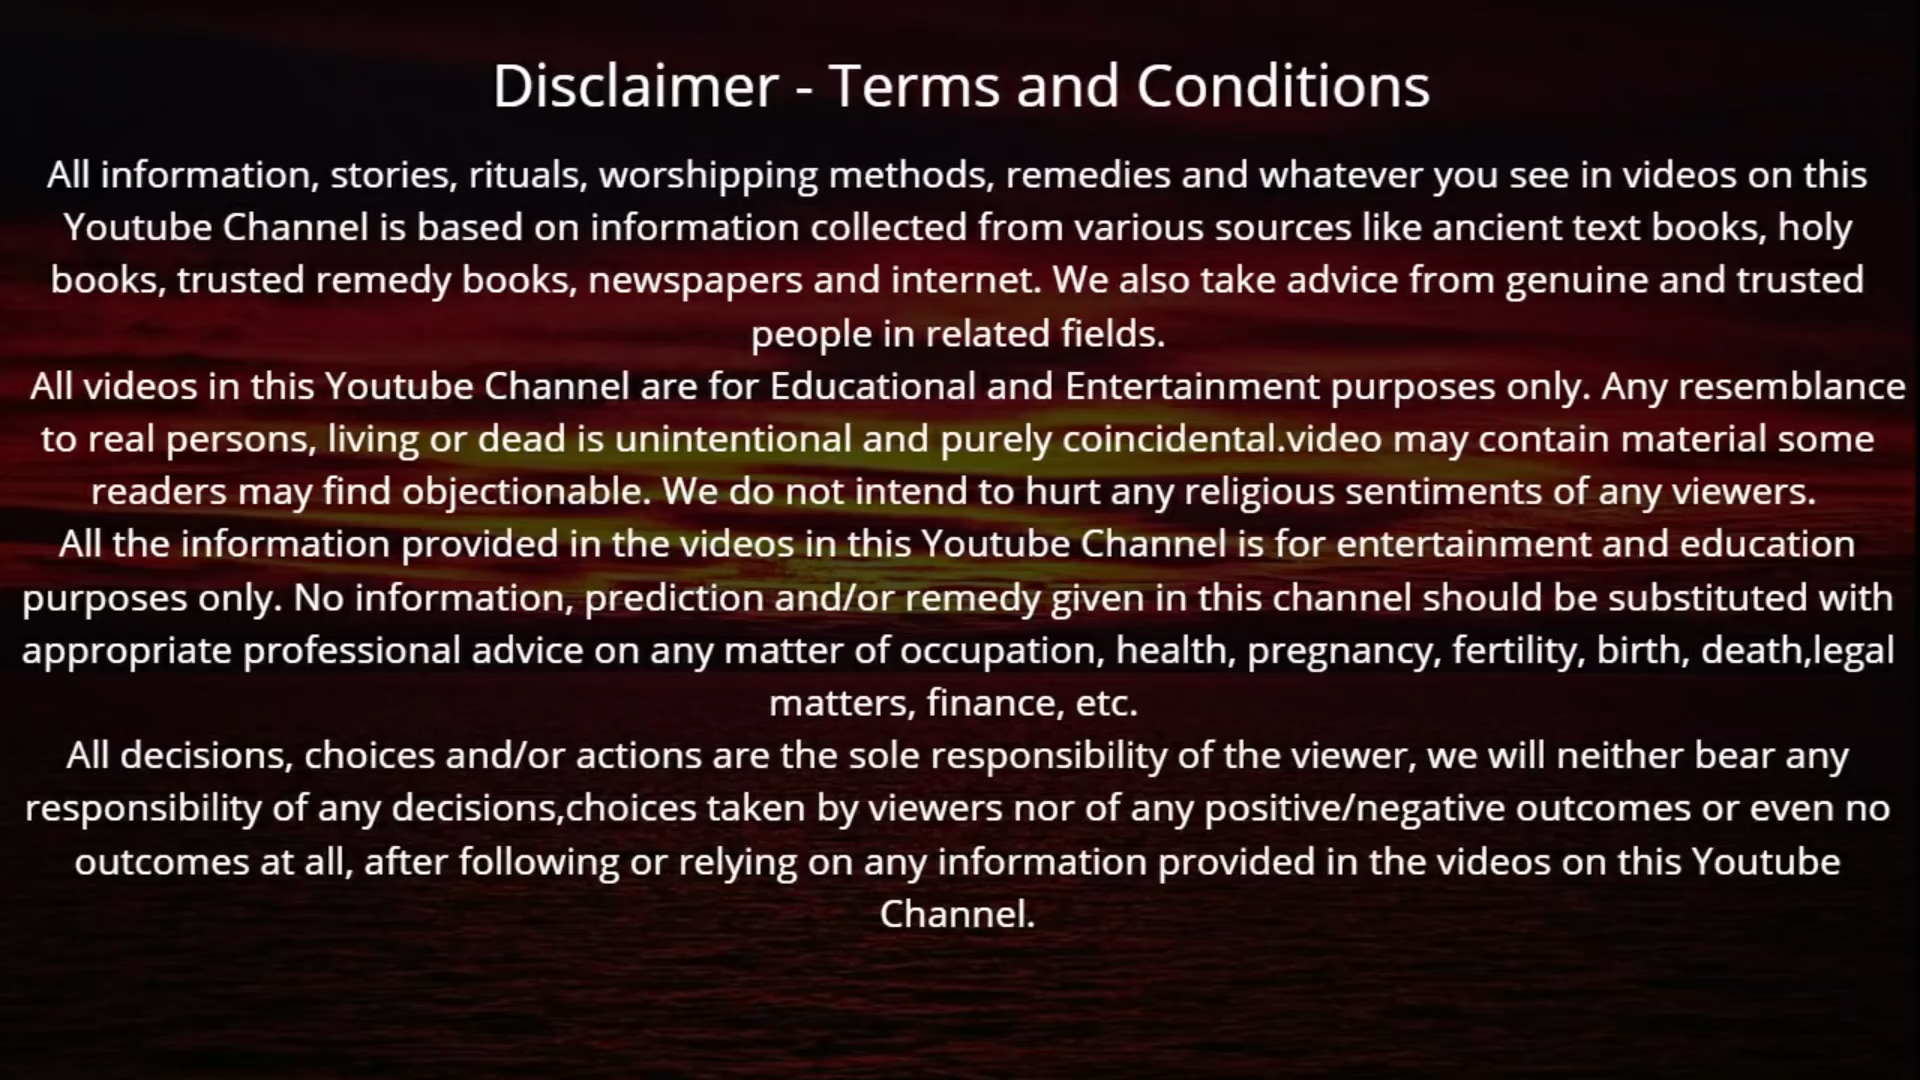 Disclaimer - Terms and Conditions
All information, stories, rituals, worshipping methods, remedies and whatever you see in videos on this
Youtube Channel is based on information collected from various sources like ancient text books, holy
books, trusted remedy books, newspapers and internet. We also take advice from genuine and trusted
people in related fields.
All videos in this Youtube Channel are for Educational and Entertainment purposes only. Any resemblance
to real persons, living or dead is unintentional and purely coincidental.video may contain material some
readers may find objectionable. We do not intend to hurt any religious sentiments of any viewers.
All the information provided in the videos in this Youtube Channel is for entertainment and education
purposes only. No information, prediction and/or remedy given in this channel should be substituted with
appropriate professional advice on any matter of occupation, health, pregnancy, fertility, birth, death,legal
matters, finance, etc.
All decisions, choices and/or actions are the sole responsibility of the viewer, we will neither bear any
responsibility of any decisions,choices taken by viewers nor of any positive/negative outcomes or even no
outcomes at all, after following or relying on any information provided in the videos on this Youtube
Channel.